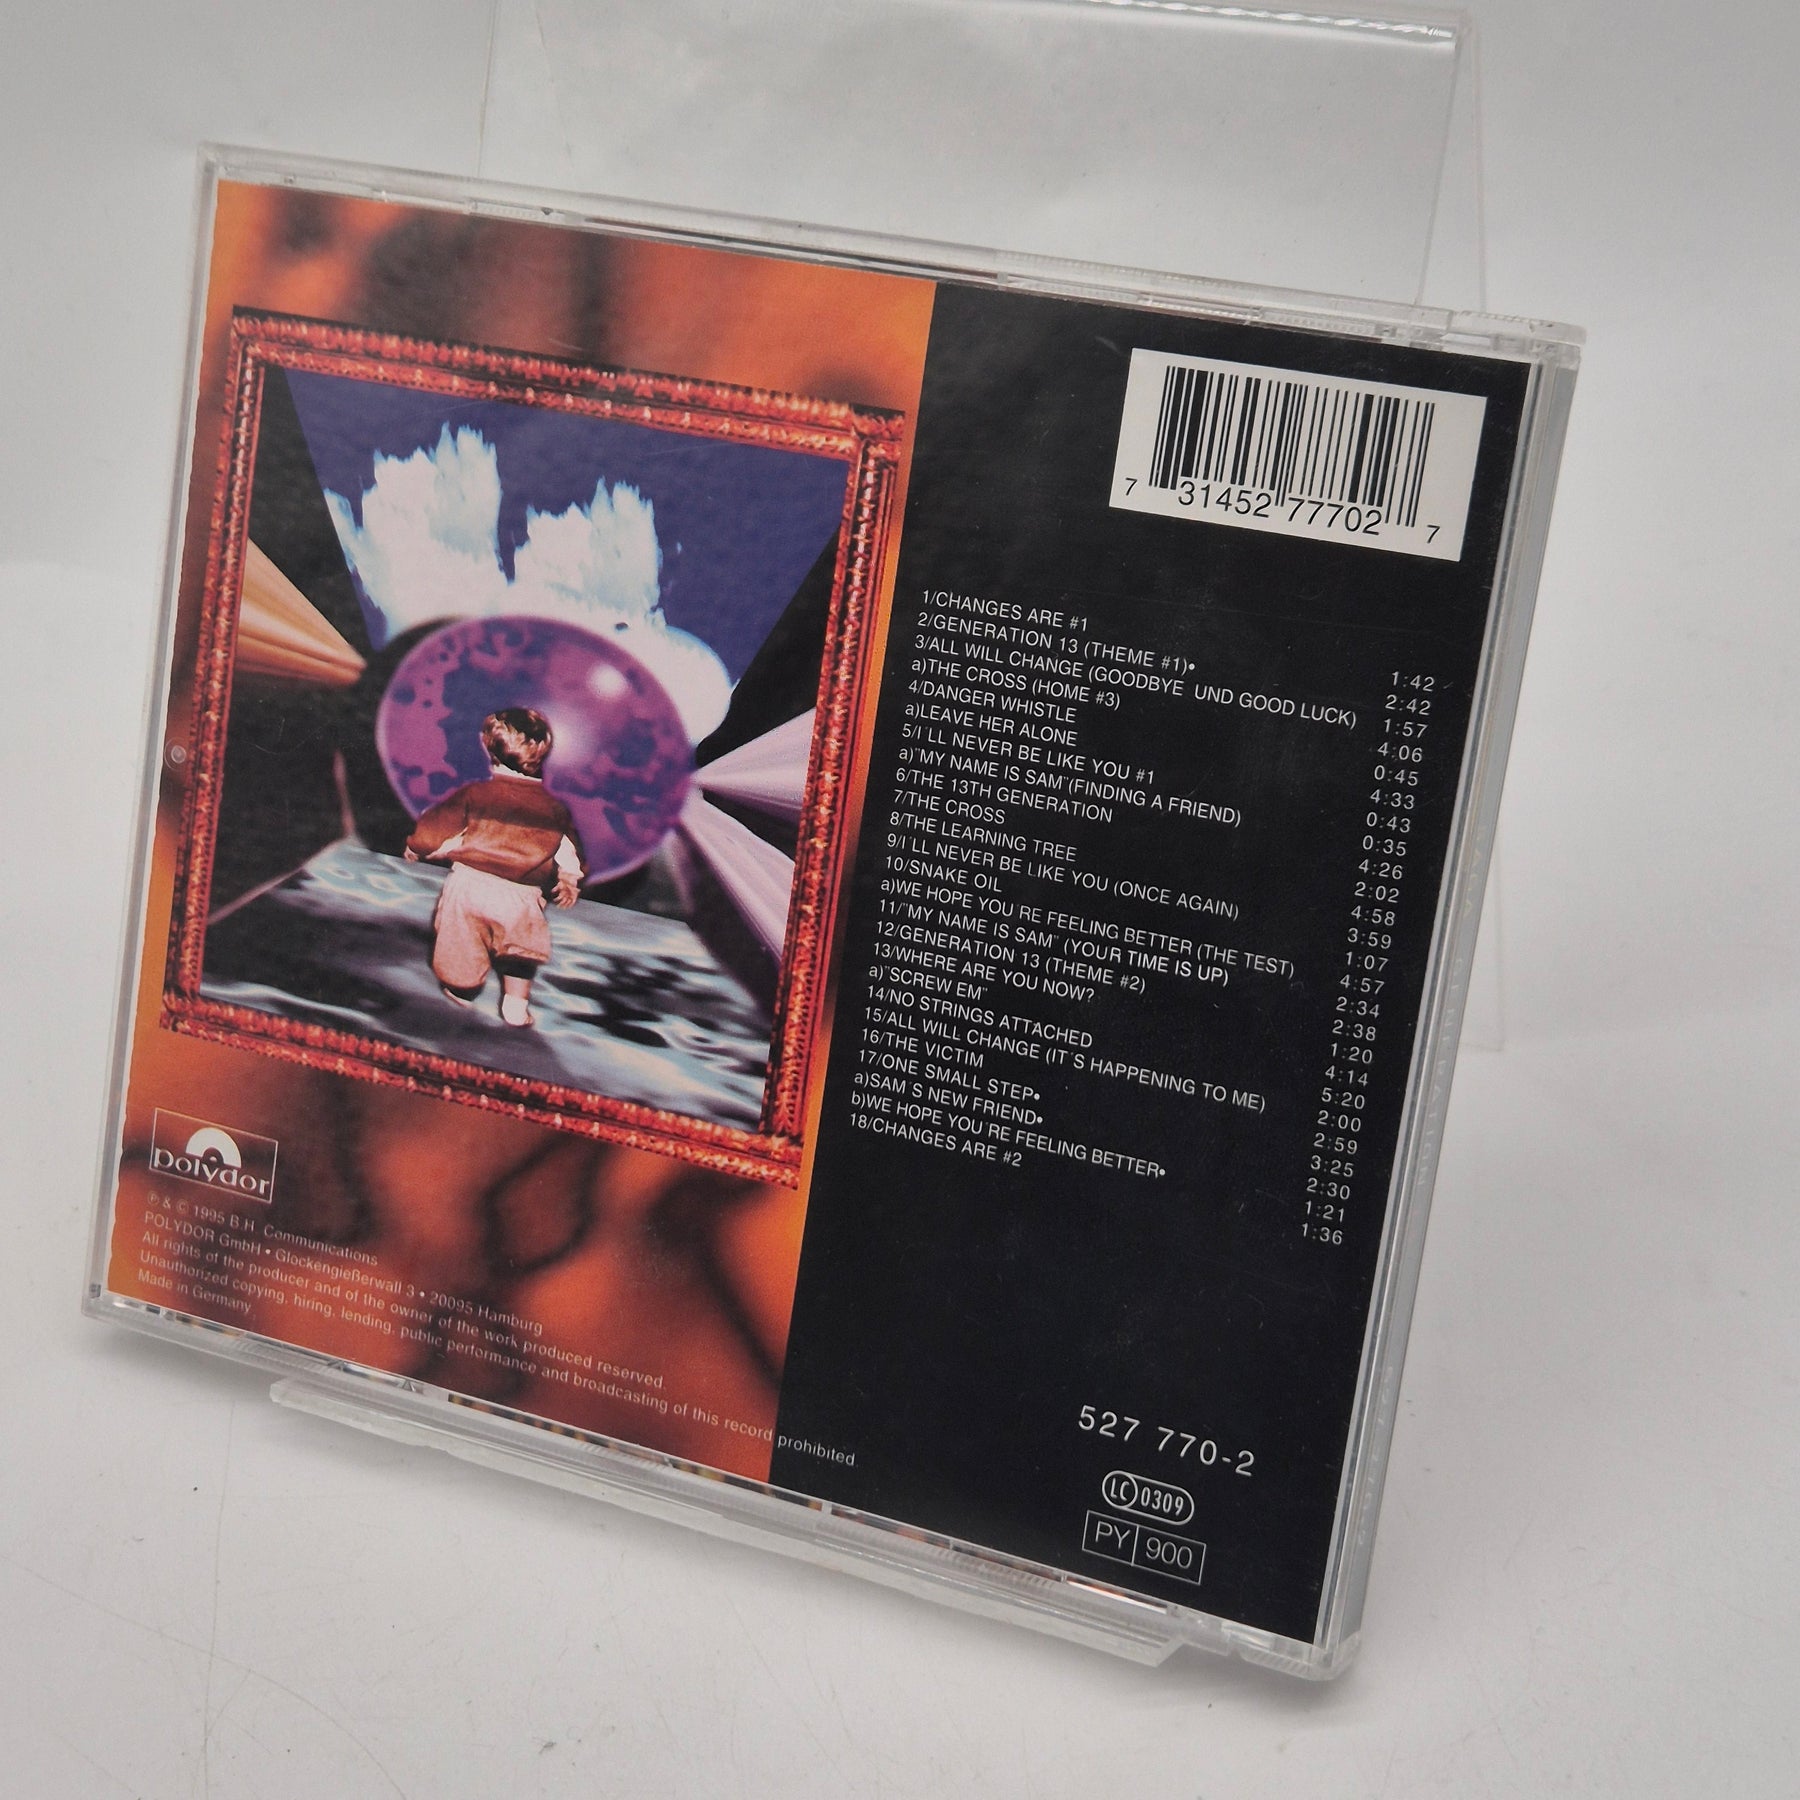 7 31452 77702 7
1/CHANGES ARE #1
2/GENERATION 13 (THEME #1)•
3/ALL WILL CHANGE (GOODBYE UND GOOD LUCK)
a)THE CROSS (HOME #3)
4/DANGER WHISTLE
a)LEAVE HER ALONE
5/I´LL NEVER BE LIKE YOU #1
a)"MY NAME IS SAM"(FINDING A FRIEND)
6/THE 13TH GENERATION
7/THE CROSS
8/THE LEARNING TREE
9/I´LL NEVER BE LIKE YOU (ONCE AGAIN)
10/SNAKE OIL
a)WE HOPE YOU´RE FEELING BETTER (THE TEST)
11/"MY NAME IS SAM" (YOUR TIME IS UP)
12/GENERATION 13 (THEME #2)
13/WHERE ARE YOU NOW?
a)"SCREW EM"
14/NO STRINGS ATTACHED
15/ALL WILL CHANGE (IT´S HAPPENING TO ME)
16/THE VICTIM
17/ONE SMALL STEP•
a)SAM´S NEW FRIEND•
b)WE HOPE YOU´RE FEELING BETTER•
18/CHANGES ARE #2
1:42
2:42
1:57
4:06
0:45
4:33
0:43
0:35
4:26
2:02
4:58
3:59
1:07
4:57
2:34
2:38
1:20
4:14
5:20
2:00
2:59
3:25
2:30
1:21
1:36
polydor
℗ & © 1995 B.H. Communications
POLYDOR GmbH • Glockengießerwall 3 • 20095 Hamburg
All rights of the producer and of the owner of the work produced reserved.
Unauthorized copying, hiring, lending, public performance and broadcasting of this record prohibited.
Made in Germany
527 770-2
LC 0309
PY 900
GENERATION